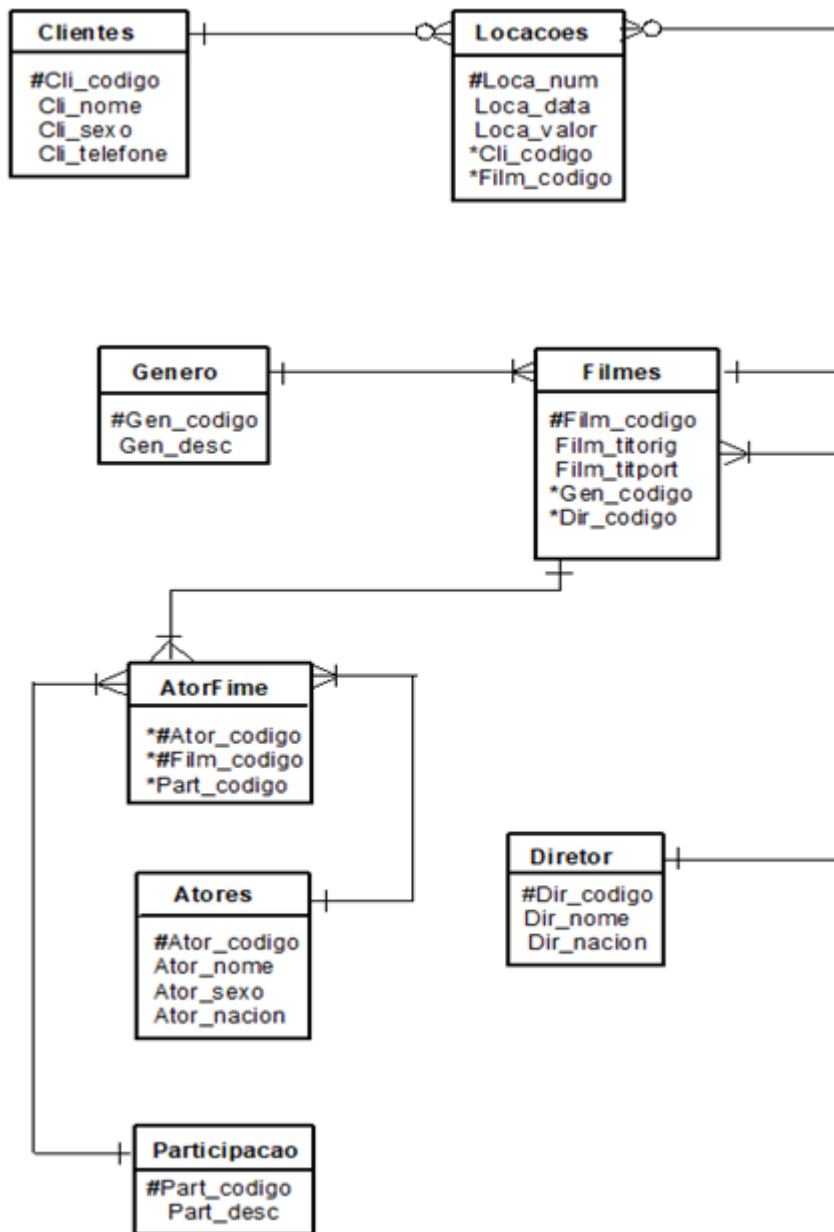 Clientes
#Cli_codigo
Cli_nome
Cli_sexo
Cli_telefone
Locacoes
#Loca_num
Loca_data
Loca_valor
*Cli_codigo
*Film_codigo
Genero
#Gen_codigo
Gen_desc
Filmes
#Film_codigo
Film_titorig
Film_titport
*Gen_codigo
*Dir_codigo
AtorFime
*#Ator_codigo
*#Film_codigo
*Part_codigo
Atores
#Ator_codigo
Ator_nome
Ator_sexo
Ator_nacion
Diretor
#Dir_codigo
Dir_nome
Dir_nacion
Participacao
#Part_codigo
Part_desc